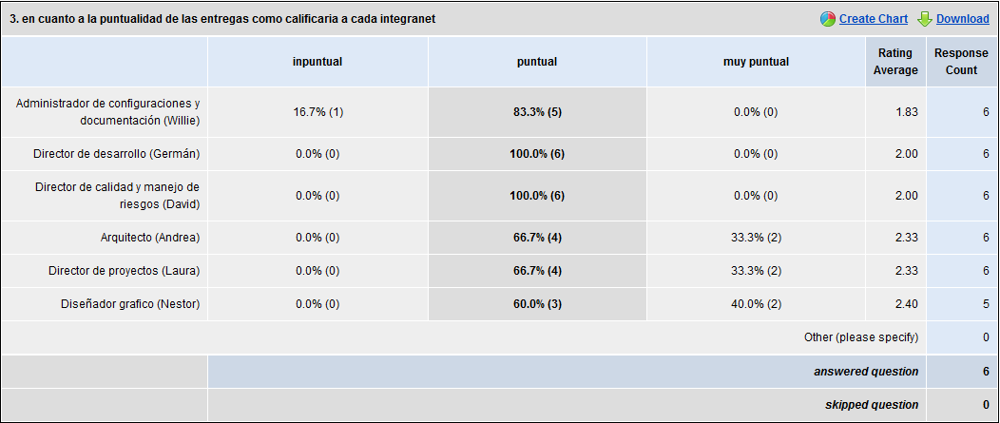 3. en cuanto a la puntualidad de las entregas como calificaria a cada integranet Create Chart Download
inpuntual puntual muy puntual Rating Average Response Count
Administrador de configuraciones y documentación (Willie) 16.7% (1) 83.3% (5) 0.0% (0) 1.83 6
Director de desarrollo (Germán) 0.0% (0) 100.0% (6) 0.0% (0) 2.00 6
Director de calidad y manejo de riesgos (David) 0.0% (0) 100.0% (6) 0.0% (0) 2.00 6
Arquitecto (Andrea) 0.0% (0) 66.7% (4) 33.3% (2) 2.33 6
Director de proyectos (Laura) 0.0% (0) 66.7% (4) 33.3% (2) 2.33 6
Diseñador grafico (Nestor) 0.0% (0) 60.0% (3) 40.0% (2) 2.40 5
Other (please specify) 0
answered question 6
skipped question 0